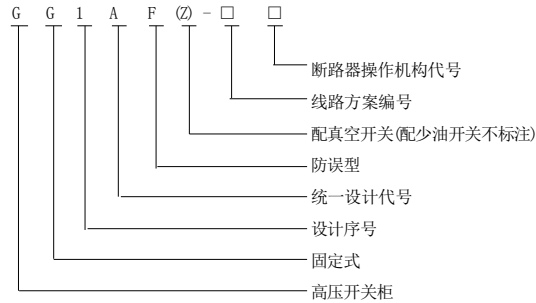 G G 1 A F (Z) - □ □
断路器操作机构代号
线路方案编号
配真空开关(配少油开关不标注)
防误型
统一设计代号
设计序号
固定式
高压开关柜